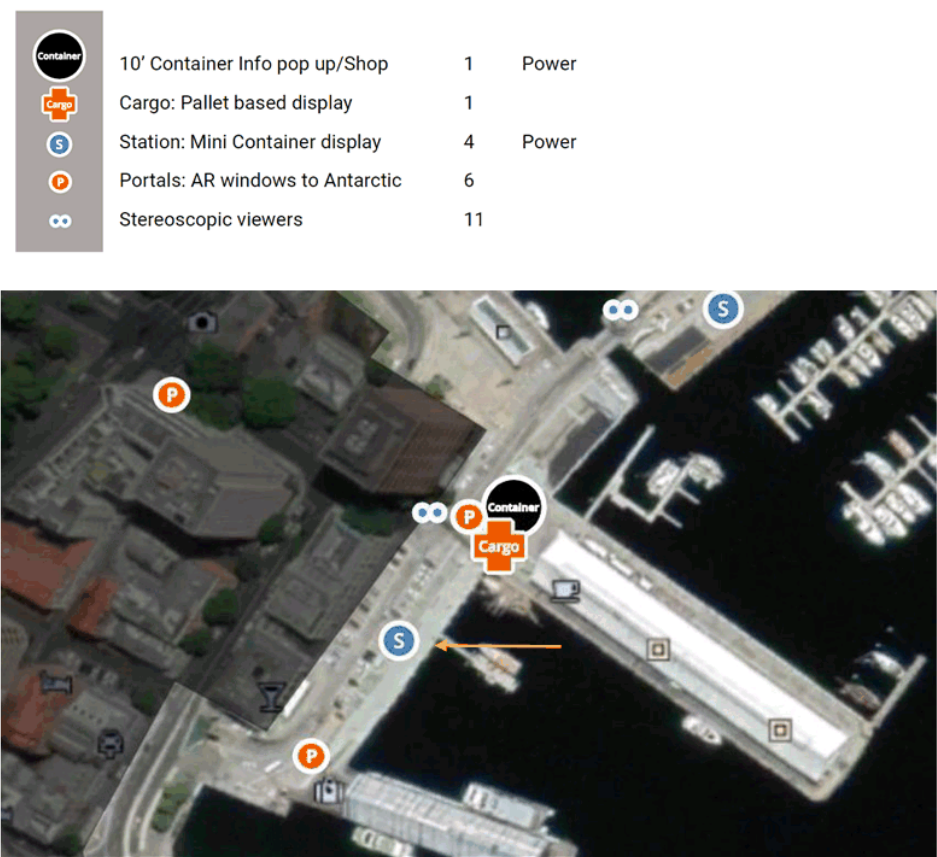 Container
10’ Container Info pop up/Shop 1 Power
Cargo
Cargo: Pallet based display 1
S
Station: Mini Container display 4 Power
P
Portals: AR windows to Antarctic 6
Stereoscopic viewers 11
S
P
Container
P
Cargo
S
P